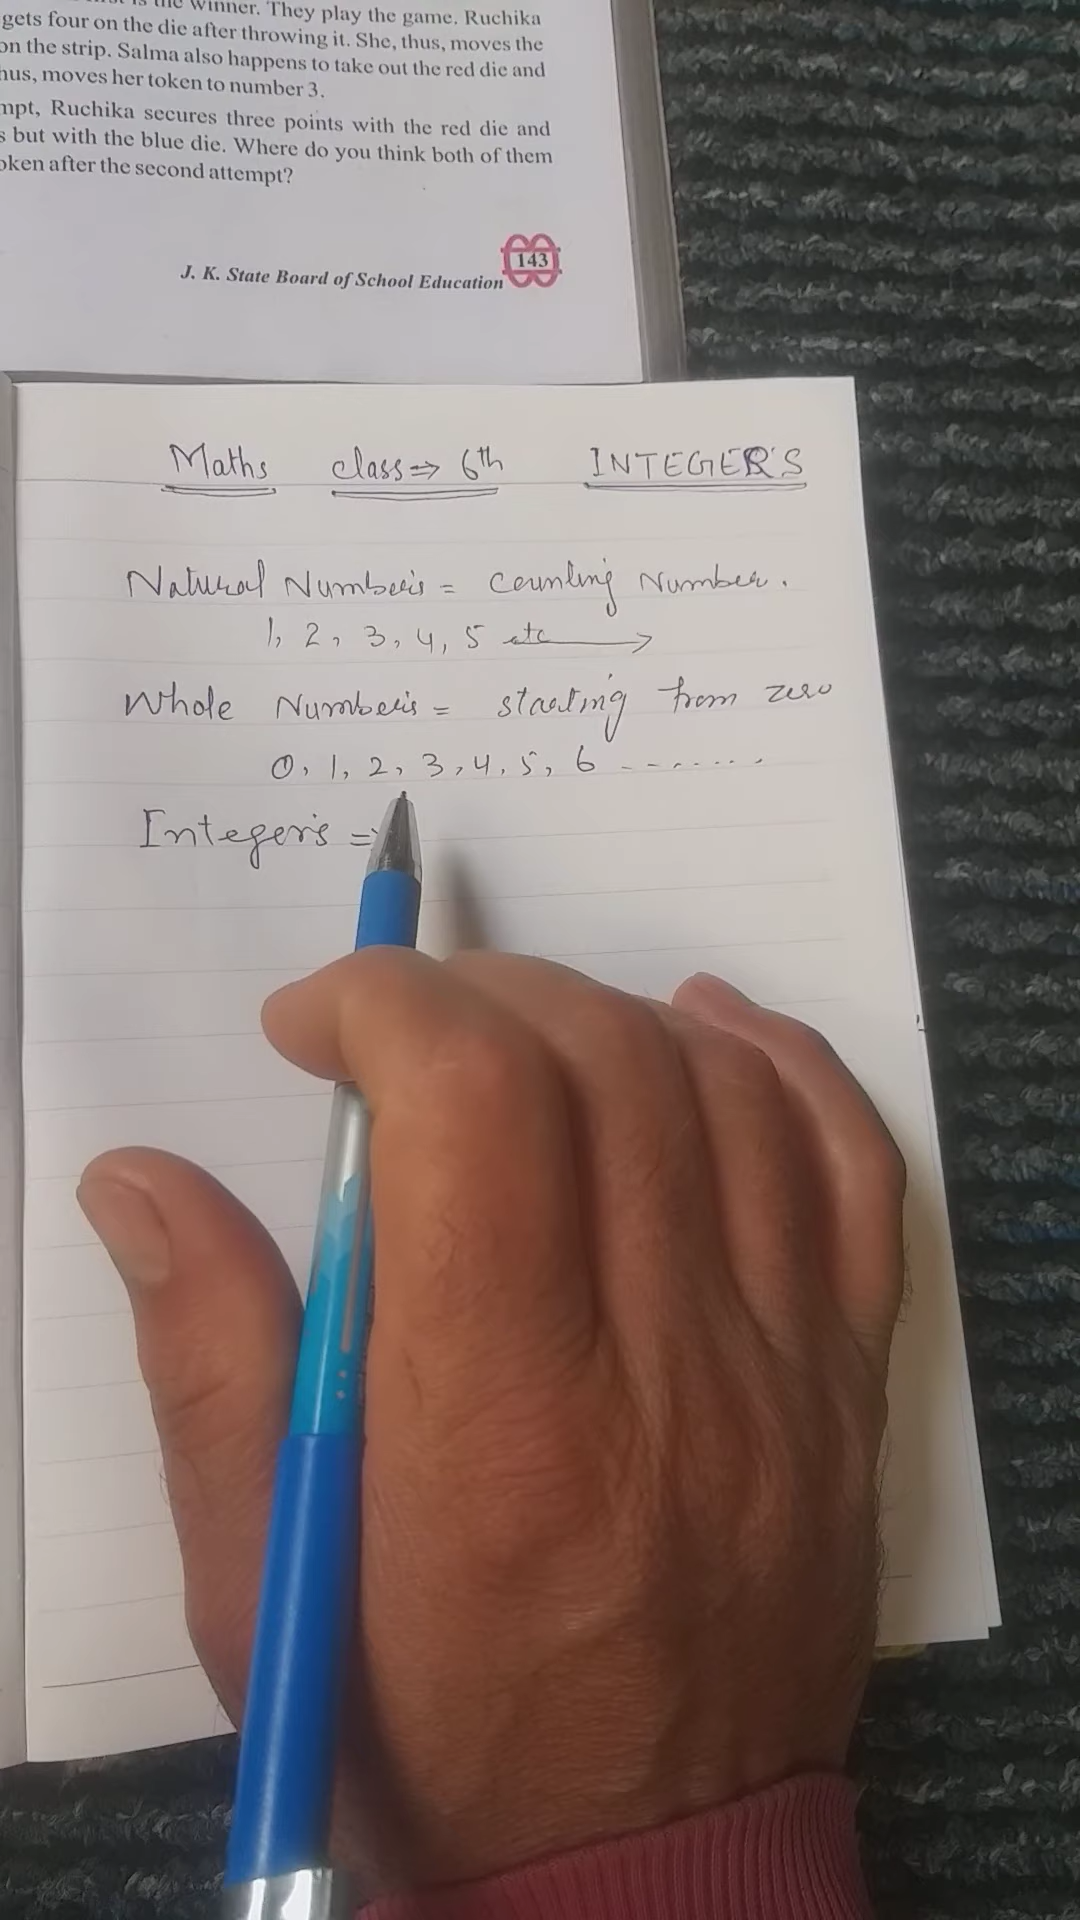 is the winner. They play the game. Ruchika
gets four on the die after throwing it. She, thus, moves the
on the strip. Salma also happens to take out the red die and
hus, moves her token to number 3.
mpt, Ruchika secures three points with the red die and
s but with the blue die. Where do you think both of them
oken after the second attempt?
J. K. State Board of School Education 143
Maths class ⇒ 6th INTEGER'S
Natural Number's = Counting Number.
1, 2, 3, 4, 5 etc →
Whole Number's = starting from zero
0, 1, 2, 3, 4, 5, 6 - - - - - - -
Integer's ⇒